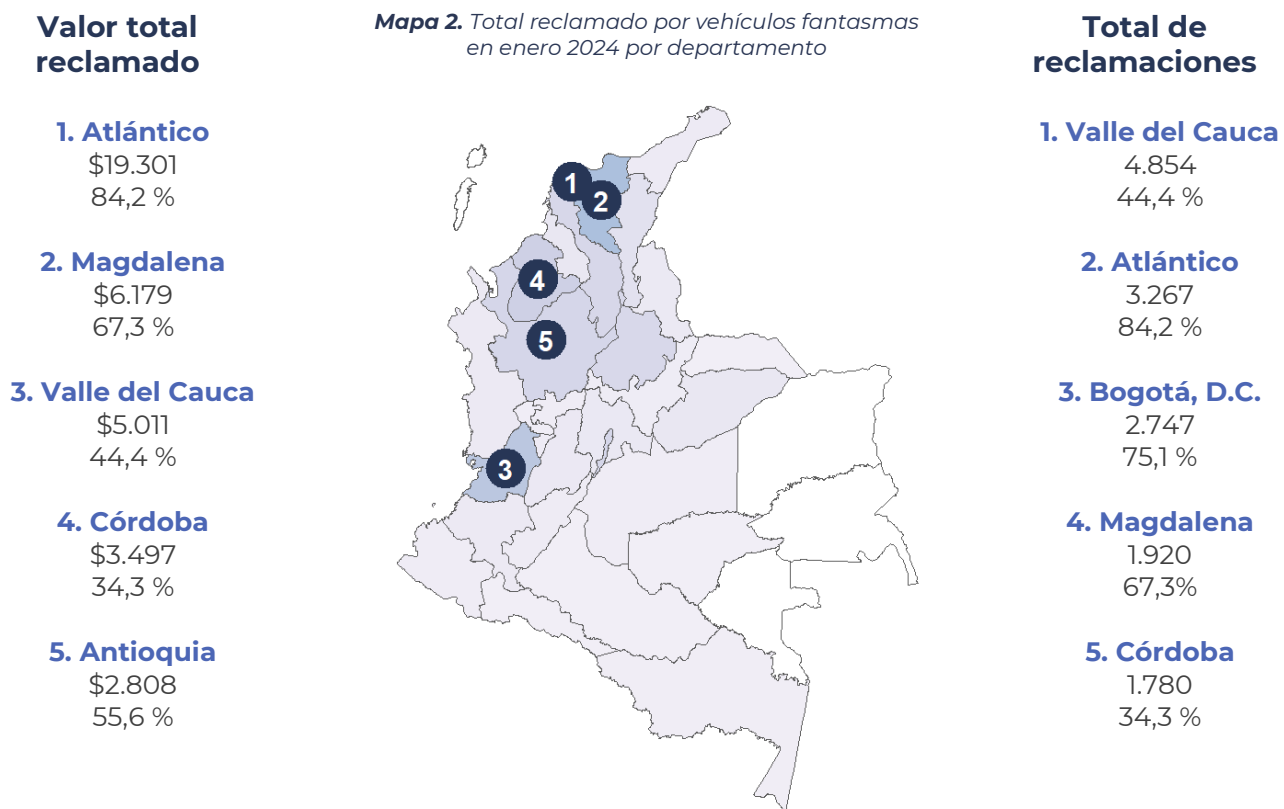 Valor total
reclamado
1. Atlántico
$19.301
84,2 %
2. Magdalena
$6.179
67,3 %
3. Valle del Cauca
$5.011
44,4 %
4. Córdoba
$3.497
34,3 %
5. Antioquia
$2.808
55,6 %
Mapa 2. Total reclamado por vehículos fantasmas
en enero 2024 por departamento
1
2
4
5
3
Total de
reclamaciones
1. Valle del Cauca
4.854
44,4 %
2. Atlántico
3.267
84,2 %
3. Bogotá, D.C.
2.747
75,1 %
4. Magdalena
1.920
67,3%
5. Córdoba
1.780
34,3 %